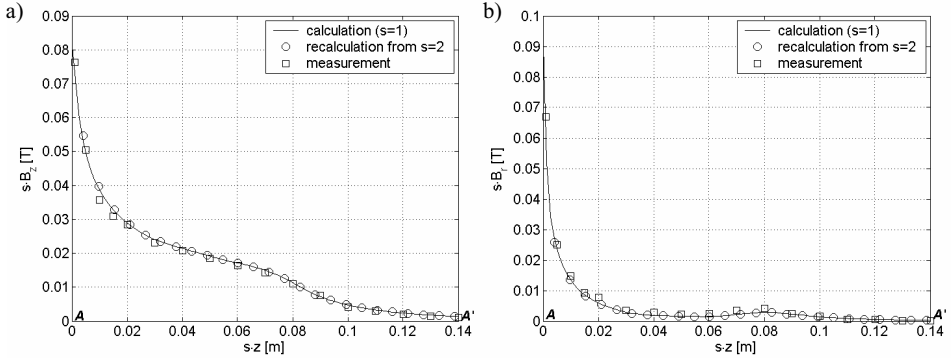 a)
0.09
0.08
0.07
0.06
0.05
0.04
0.03
0.02
0.01
0
s·Bz [T]
calculation (s=1)
recalculation from s=2
measurement
A
A'
0 0.02 0.04 0.06 0.08 0.1 0.12 0.14
s·z [m]
b)
0.1
0.09
0.08
0.07
0.06
0.05
0.04
0.03
0.02
0.01
0
s·Br [T]
calculation (s=1)
recalculation from s=2
measurement
A
A'
0 0.02 0.04 0.06 0.08 0.1 0.12 0.14
s·z [m]